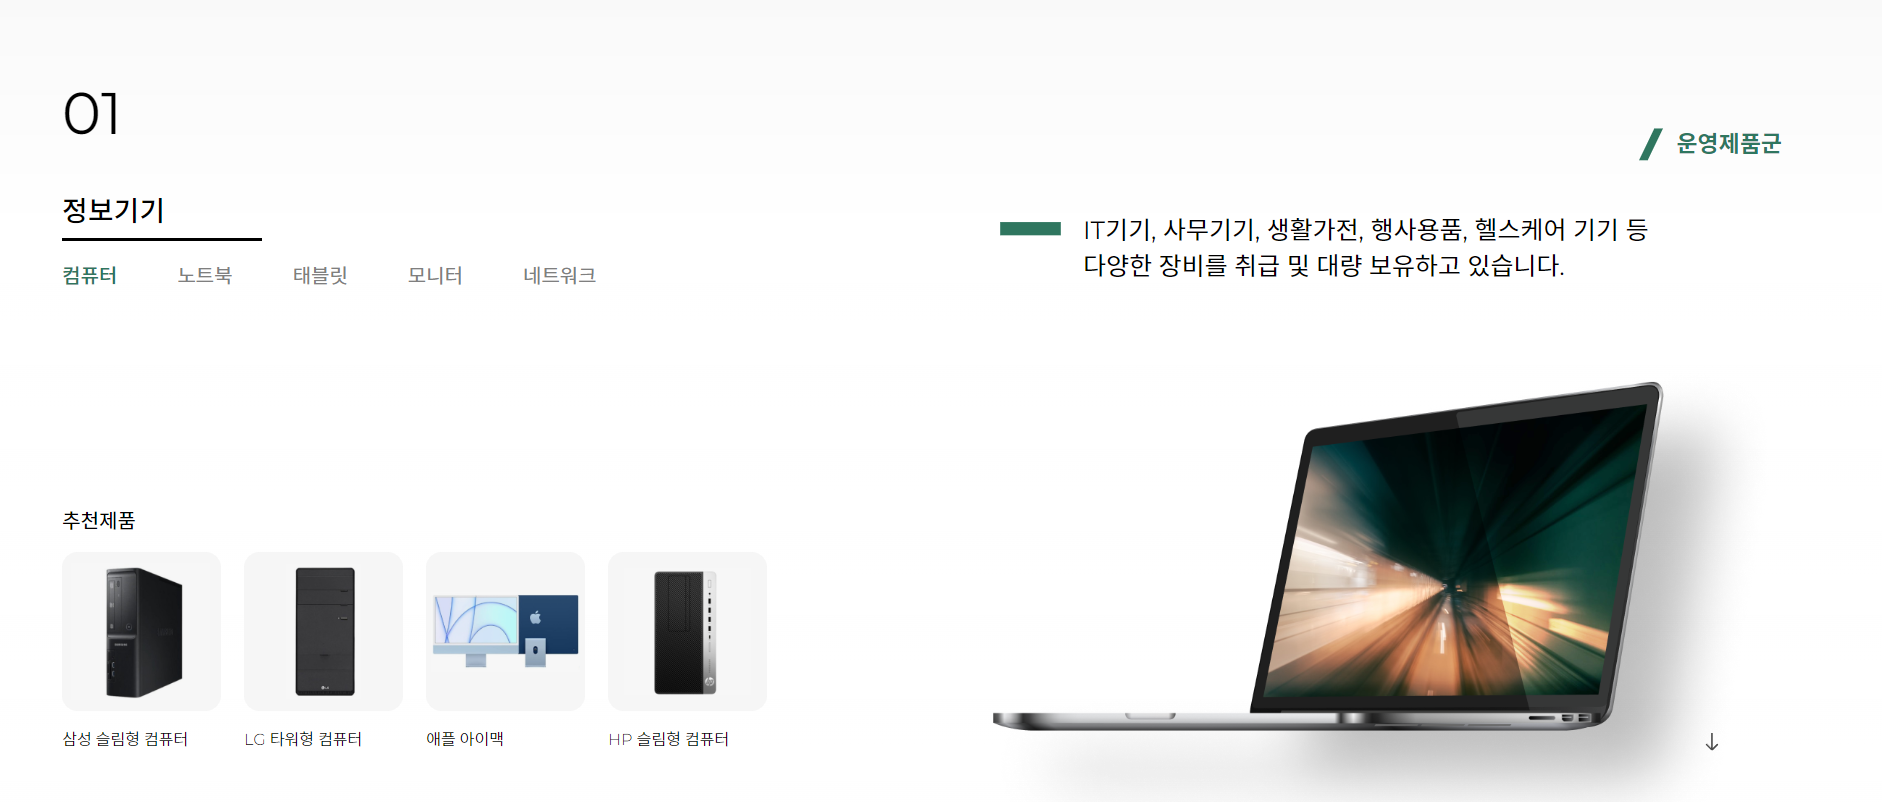 01
운영제품군
정보기기
IT기기, 사무기기, 생활가전, 행사용품, 헬스케어 기기 등
다양한 장비를 취급 및 대량 보유하고 있습니다.
컴퓨터 노트북 태블릿 모니터 네트워크
추천제품
삼성 슬림형 컴퓨터
LG 타워형 컴퓨터
애플 아이맥
HP 슬림형 컴퓨터